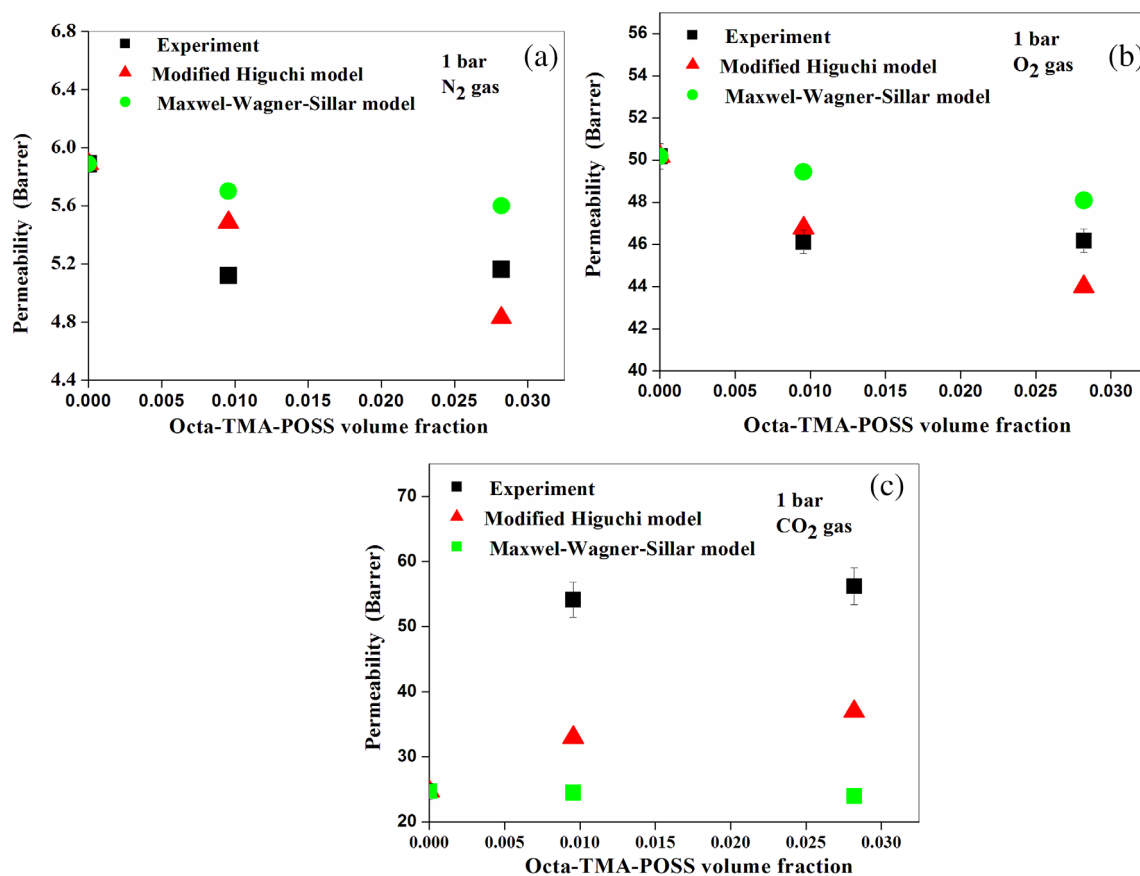 (a)
Experiment
Modified Higuchi model
Maxwel-Wagner-Sillar model
1 bar
N2 gas
Permeability (Barrer)
6.8
6.4
6.0
5.6
5.2
4.8
4.4
0.000 0.005 0.010 0.015 0.020 0.025 0.030
Octa-TMA-POSS volume fraction
(b)
Experiment
Modified Higuchi model
Maxwel-Wagner-Sillar model
1 bar
O2 gas
Permeability (Barrer)
56
54
52
50
48
46
44
42
40
0.000 0.005 0.010 0.015 0.020 0.025 0.030
Octa-TMA-POSS volume fraction
(c)
Experiment
Modified Higuchi model
Maxwel-Wagner-Sillar model
1 bar
CO2 gas
Permeability (Barrer)
70
60
50
40
30
20
0.000 0.005 0.010 0.015 0.020 0.025 0.030
Octa-TMA-POSS volume fraction